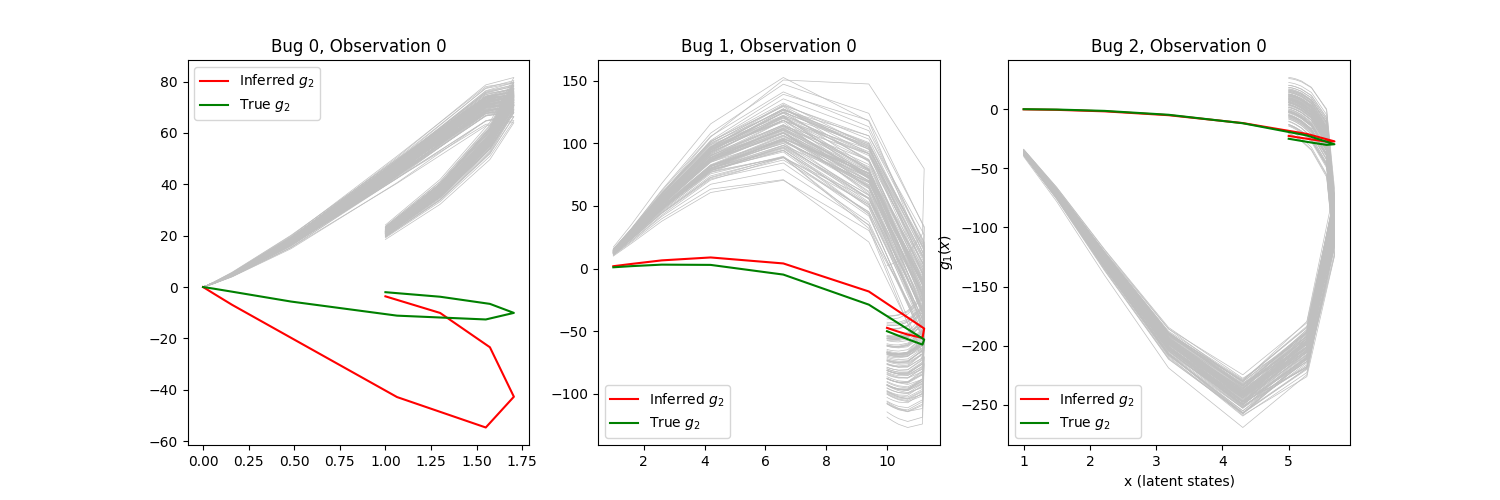 Bug 0, Observation 0
Inferred g₂
True g₂
80
60
40
20
0
−20
−40
−60
0.00 0.25 0.50 0.75 1.00 1.25 1.50 1.75
Bug 1, Observation 0
150
100
50
0
−50
−100
Inferred g₂
True g₂
2 4 6 8 10
Bug 2, Observation 0
g₁(x)
0
−50
−100
−150
−200
−250
Inferred g₂
True g₂
1 2 3 4 5
x (latent states)